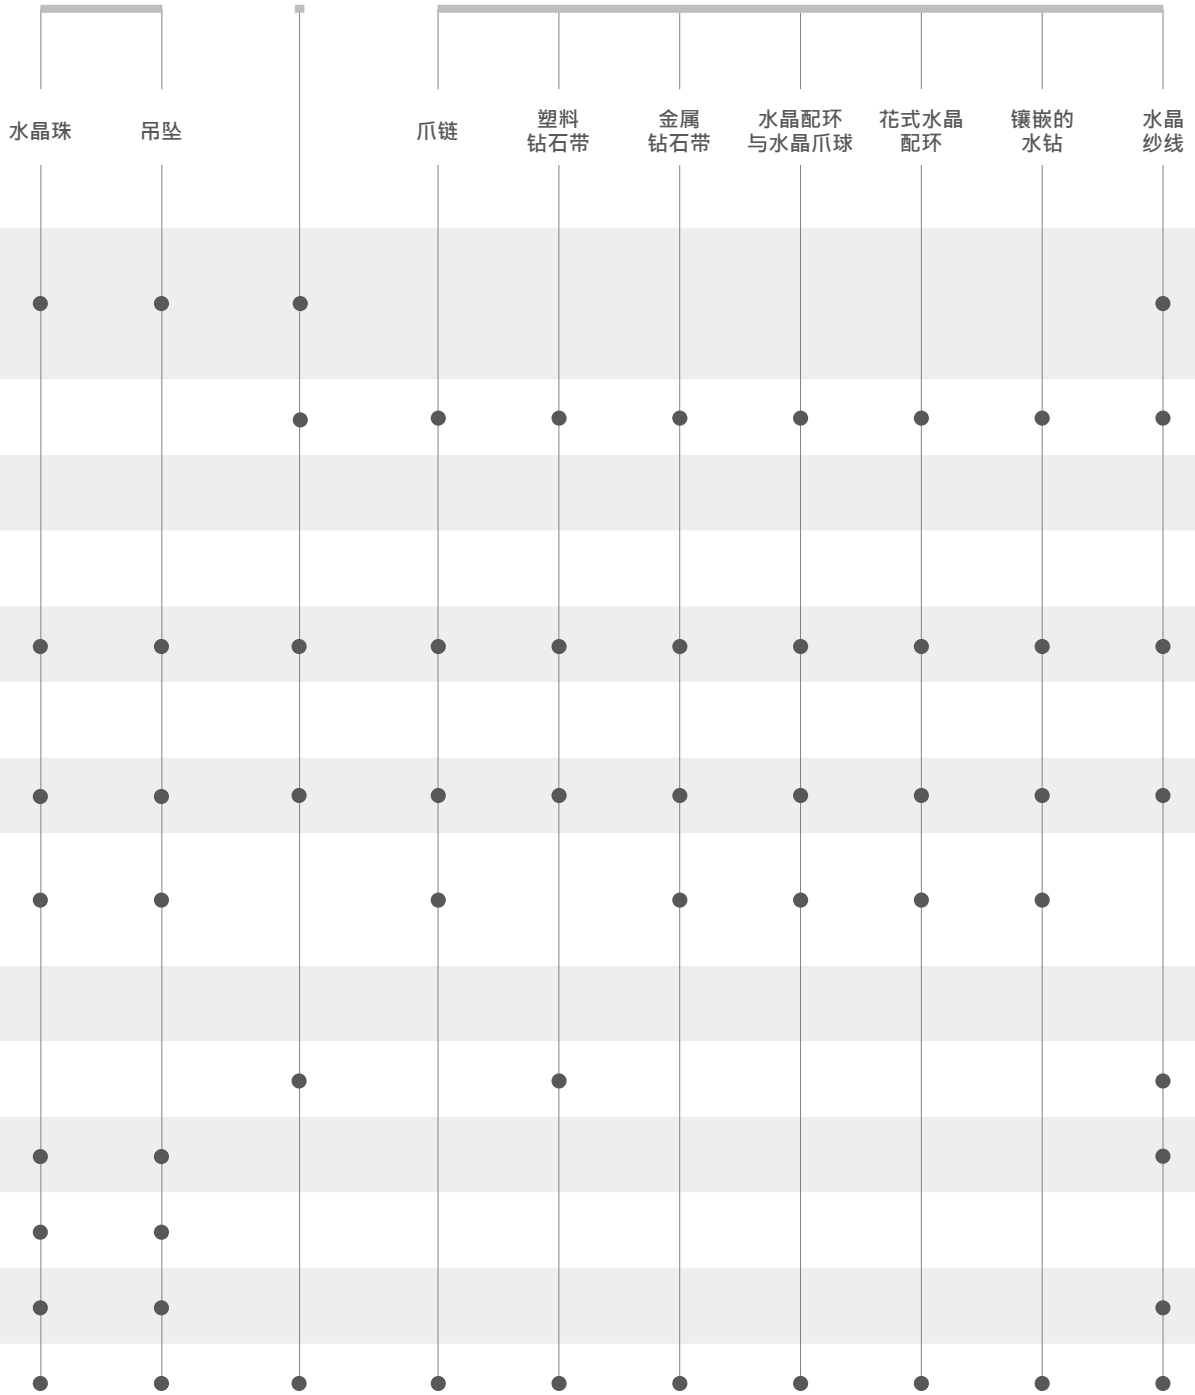 水晶珠
吊坠
爪链
塑料
钻石带
金属
钻石带
水晶配环
与水晶爪球
花式水晶
配环
镶嵌的
水钻
水晶
纱线